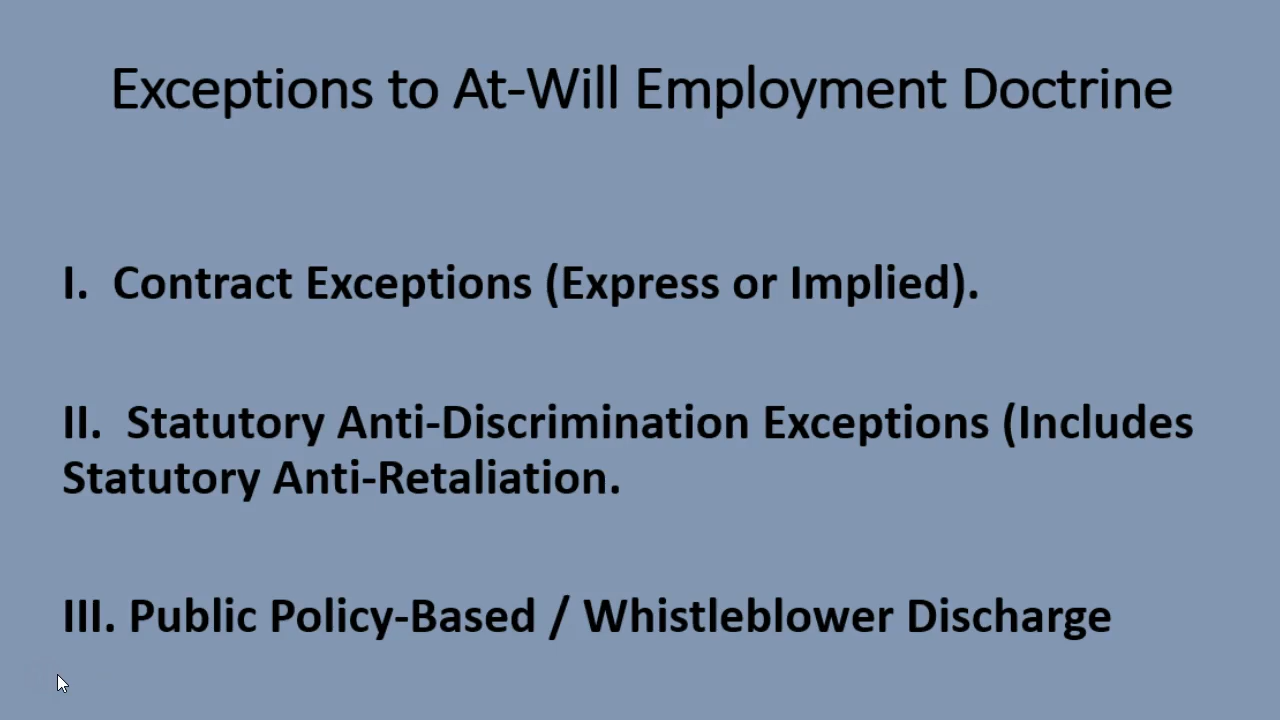 Exceptions to At-Will Employment Doctrine
I. Contract Exceptions (Express or Implied).
II. Statutory Anti-Discrimination Exceptions (Includes
Statutory Anti-Retaliation.
III. Public Policy-Based / Whistleblower Discharge